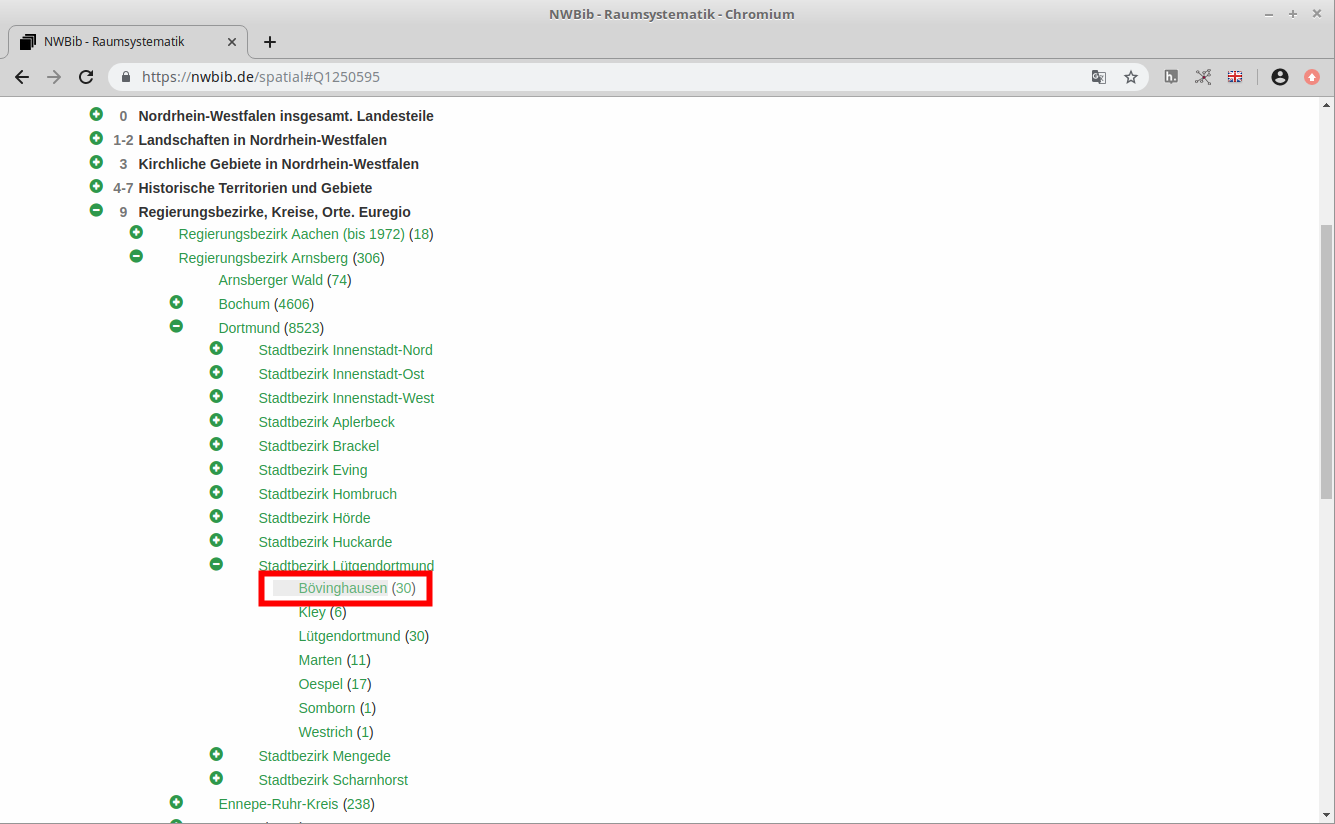 NWBib - Raumsystematik - Chromium
NWBib - Raumsystematik
https://nwbib.de/spatial#Q1250595
0 Nordrhein-Westfalen insgesamt. Landesteile
1-2 Landschaften in Nordrhein-Westfalen
3 Kirchliche Gebiete in Nordrhein-Westfalen
4-7 Historische Territorien und Gebiete
9 Regierungsbezirke, Kreise, Orte. Euregio
Regierungsbezirk Aachen (bis 1972) (18)
Regierungsbezirk Arnsberg (306)
Arnsberger Wald (74)
Bochum (4606)
Dortmund (8523)
Stadtbezirk Innenstadt-Nord
Stadtbezirk Innenstadt-Ost
Stadtbezirk Innenstadt-West
Stadtbezirk Aplerbeck
Stadtbezirk Brackel
Stadtbezirk Eving
Stadtbezirk Hombruch
Stadtbezirk Hörde
Stadtbezirk Huckarde
Stadtbezirk Lütgendortmund
Bövinghausen (30)
Kley (6)
Lütgendortmund (30)
Marten (11)
Oespel (17)
Somborn (1)
Westrich (1)
Stadtbezirk Mengede
Stadtbezirk Scharnhorst
Ennepe-Ruhr-Kreis (238)